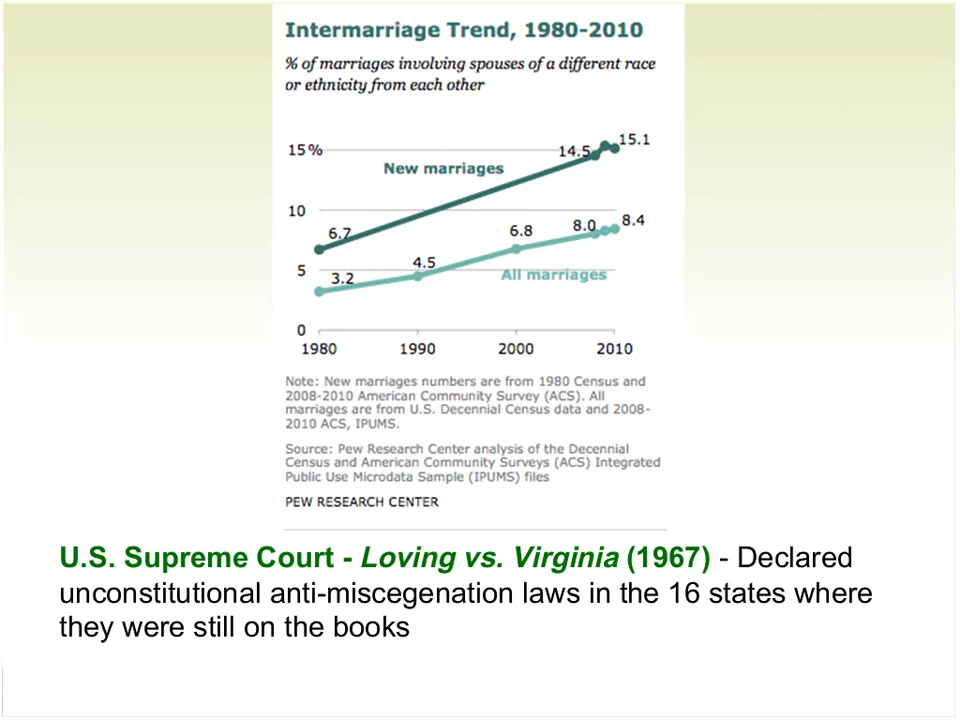 Intermarriage Trend, 1980-2010
% of marriages involving spouses of a different race
or ethnicity from each other
15%
14.5
15.1
New marriages
10
6.7
6.8
8.0
8.4
5
3.2
4.5
All marriages
0
1980 1990 2000 2010
Note: New marriages numbers are from 1980 Census and
2008-2010 American Community Survey (ACS). All
marriages are from U.S. Decennial Census data and 2008-
2010 ACS, IPUMS.
Source: Pew Research Center analysis of the Decennial
Census and American Community Surveys (ACS) Integrated
Public Use Microdata Sample (IPUMS) files
PEW RESEARCH CENTER
U.S. Supreme Court - Loving vs. Virginia (1967) - Declared
unconstitutional anti-miscegenation laws in the 16 states where
they were still on the books